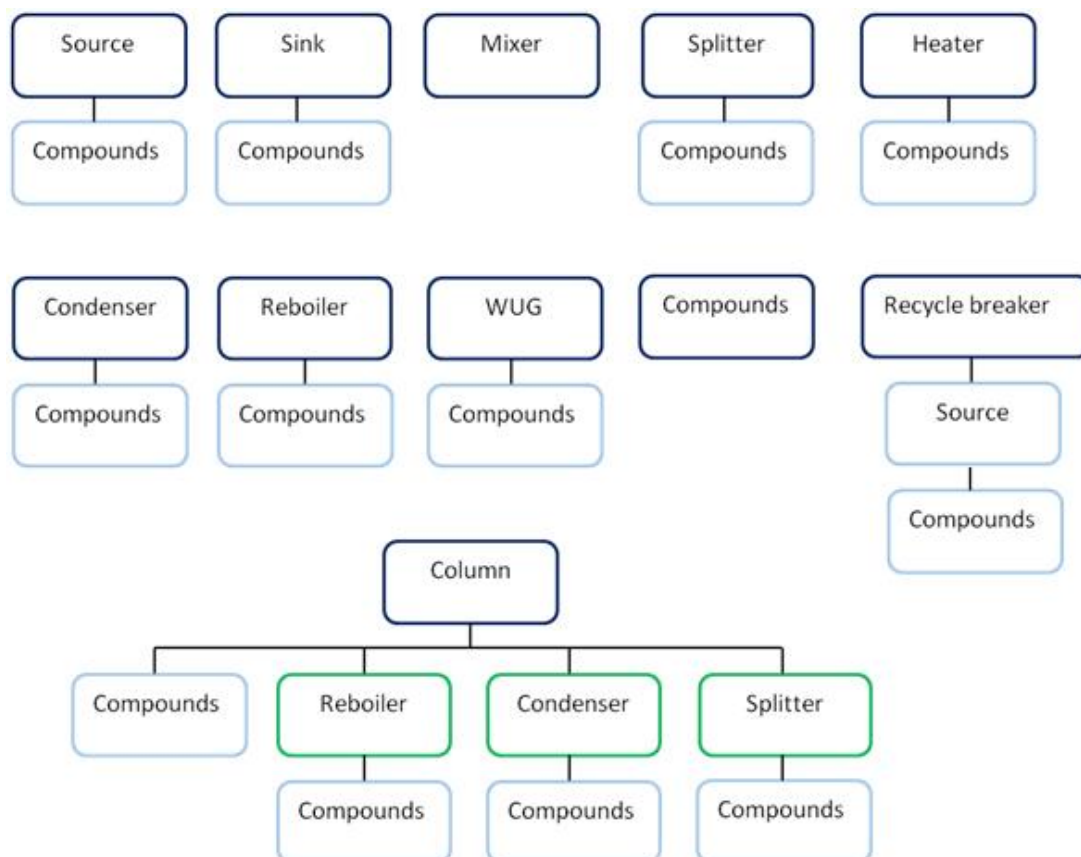 Source
Sink
Mixer
Splitter
Heater
Compounds
Compounds
Compounds
Compounds
Condenser
Reboiler
WUG
Compounds
Recycle breaker
Compounds
Compounds
Compounds
Source
Compounds
Column
Compounds
Reboiler
Condenser
Splitter
Compounds
Compounds
Compounds